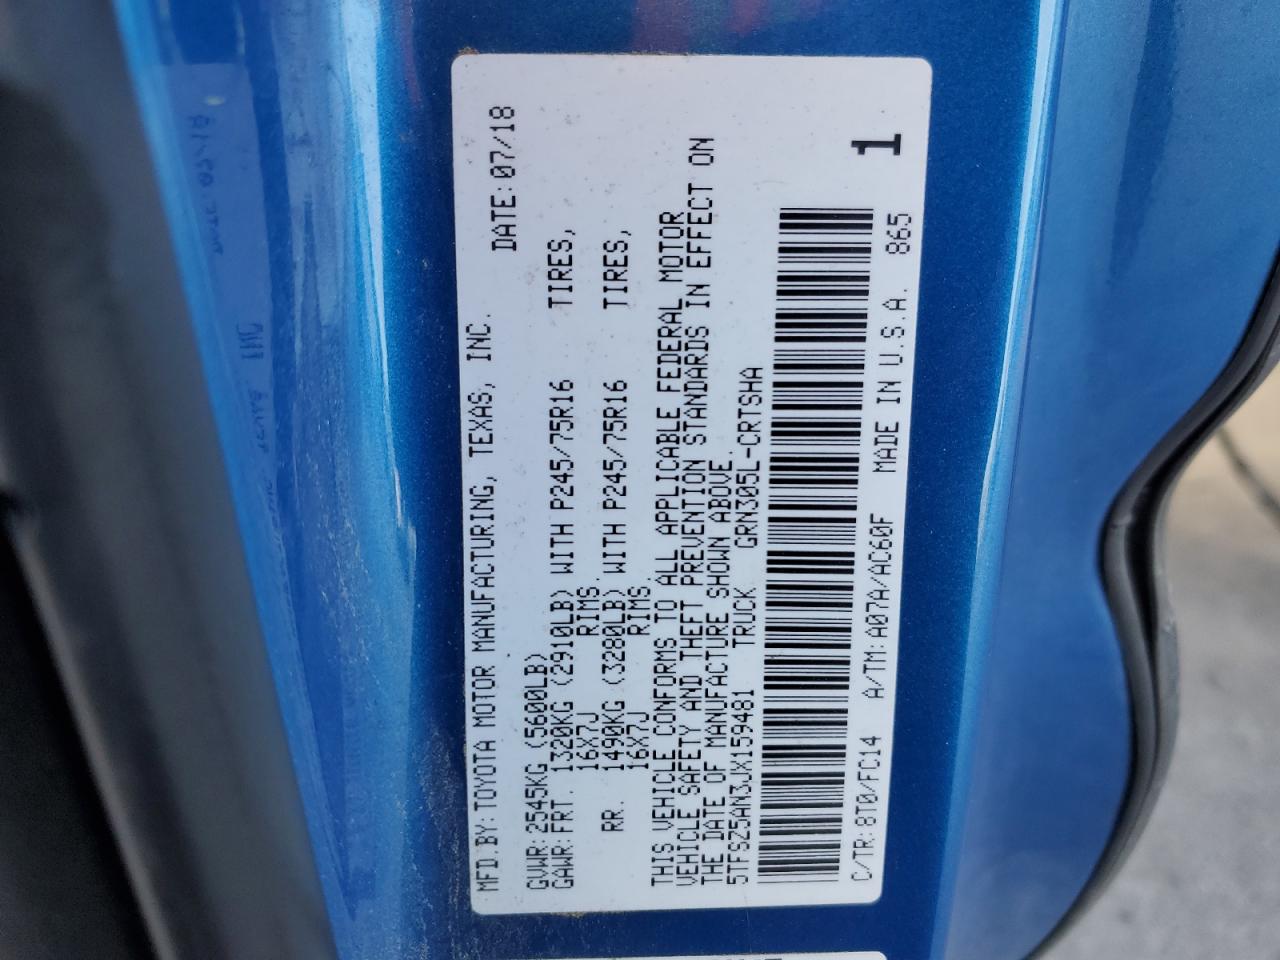 MFD.BY:TOYOTA MOTOR MANUFACTURING, TEXAS, INC.
DATE:07/18
GVWR:2545KG (5600LB)
GAWR:FRT. 1320KG (2910LB) WITH P245/75R16 TIRES,
16X7J RIMS.
RR. 1490KG (3280LB) WITH P245/75R16 TIRES,
16X7J RIMS
THIS VEHICLE CONFORMS TO ALL APPLICABLE FEDERAL MOTOR
VEHICLE SAFETY AND THEFT PREVENTION STANDARDS IN EFFECT ON
THE DATE OF MANUFACTURE SHOWN ABOVE.
5TFSZ5AN3JX159481 TRUCK GRN305L-CRTSHA
1
C/TR:8T0/FC14 A/TM:A07A/AC60F MADE IN U.S.A. 865